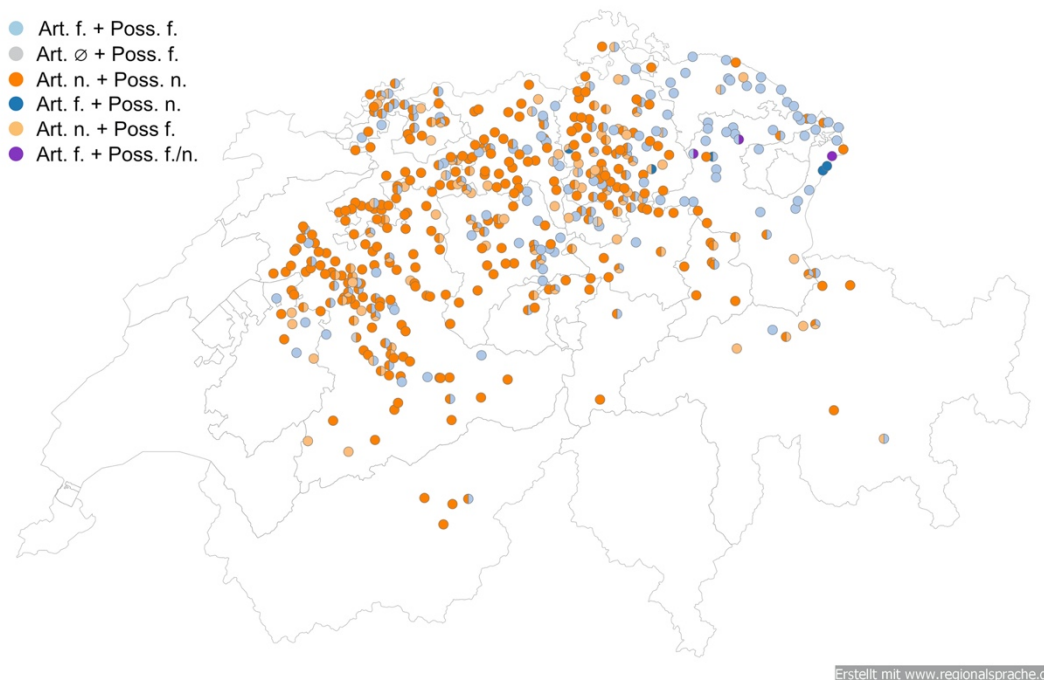 Art. f. + Poss. f.
Art. ∅ + Poss. f.
Art. n. + Poss. n.
Art. f. + Poss. n.
Art. n. + Poss f.
Art. f. + Poss. f./n.
Erstellt mit www.regionalsprache.d